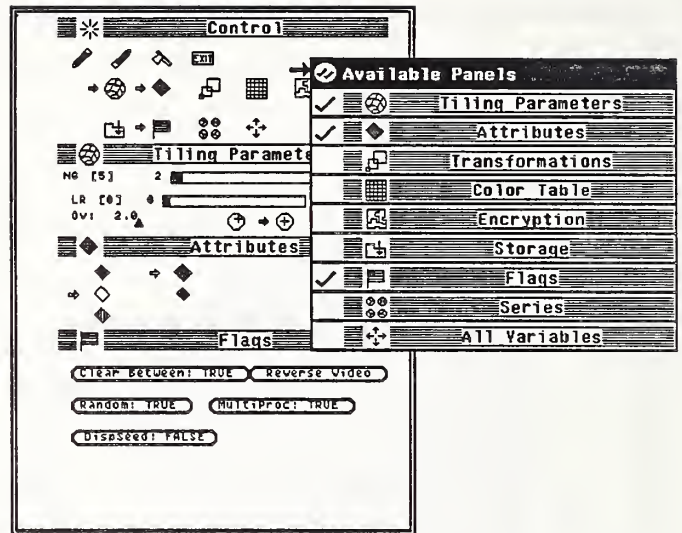 Control
EXIT
Tiling Paramete
NG [5] 2
LR [0] 0
Ov: 2.0
Attributes
Flags
Clear Between: TRUE Reverse Video
Random: TRUE MultiProc: TRUE
DispSeed: FALSE
Available Panels
Tiling Parameters
Attributes
Transformations
Color Table
Encryption
Storage
Flags
Series
All Variables